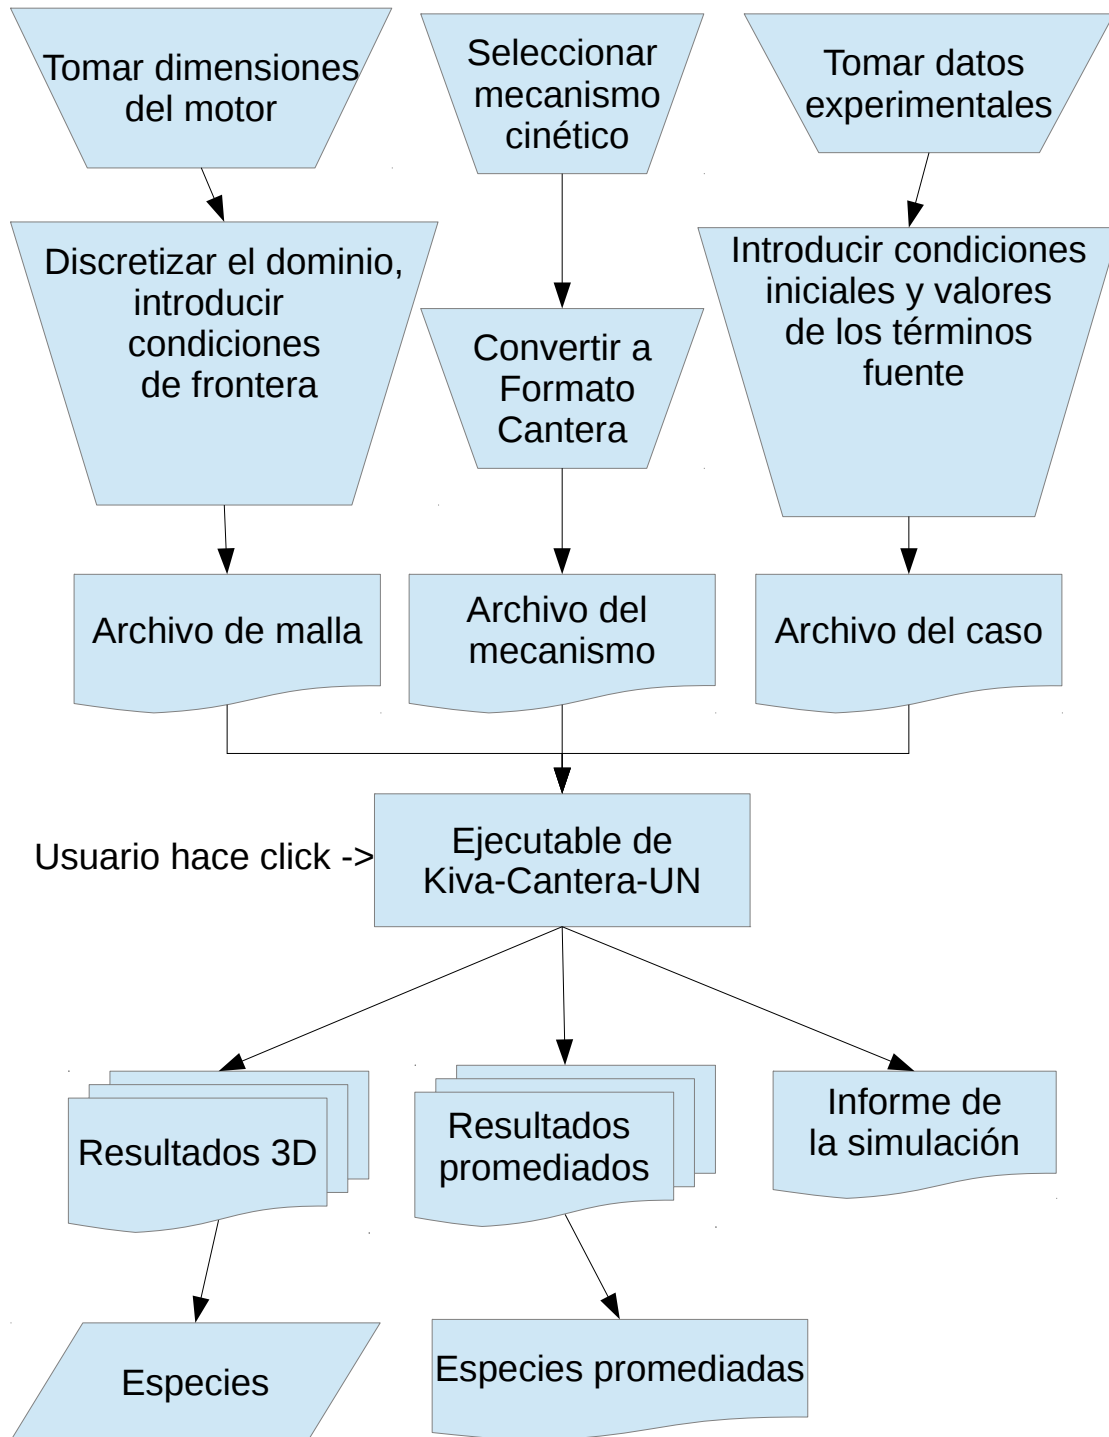 Tomar dimensiones
del motor
Seleccionar
mecanismo
cinético
Tomar datos
experimentales
Discretizar el dominio,
introducir
condiciones
de frontera
Convertir a
Formato
Cantera
Introducir condiciones
iniciales y valores
de los términos
fuente
Archivo de malla
Archivo del
mecanismo
Archivo del caso
Usuario hace click ->
Ejecutable de
Kiva-Cantera-UN
Resultados 3D
Resultados
promediados
Informe de
la simulación
Especies
Especies promediadas